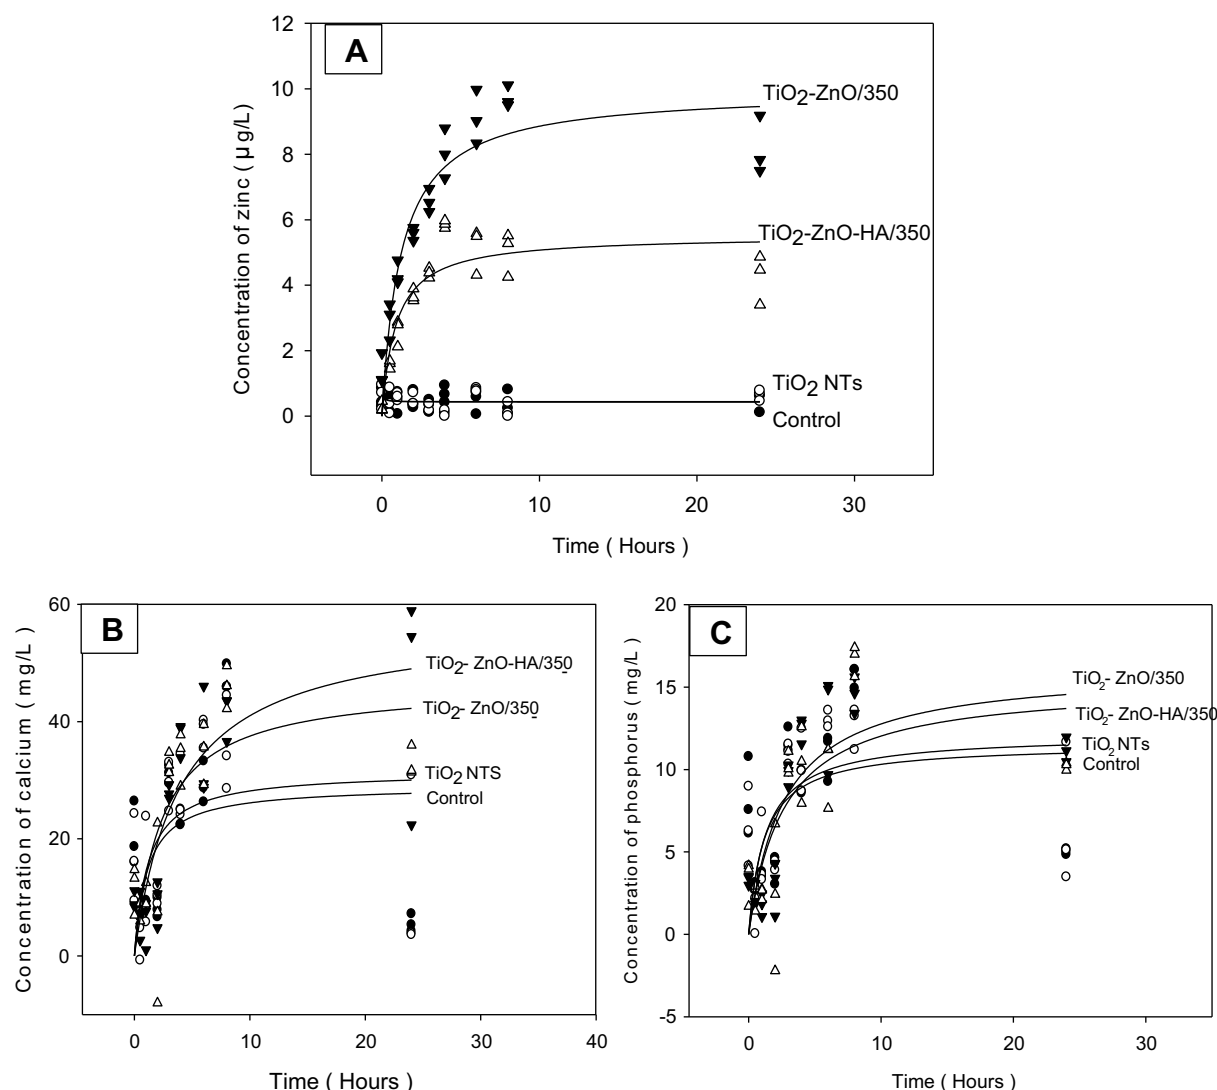 A
12
10
8
6
4
2
0
Concentration of zinc ( µ g/L )
TiO2-ZnO/350
TiO2-ZnO-HA/350
TiO2 NTs
Control
0 10 20 30
Time ( Hours )
B
60
40
20
0
Concentration of calcium ( mg/L )
TiO2- ZnO-HA/350
TiO2- ZnO/350
TiO2 NTS
Control
0 10 20 30 40
Time ( Hours )
C
20
15
10
5
0
-5
Concentration of phosphorus ( mg/L )
TiO2- ZnO/350
TiO2- ZnO-HA/350
TiO2 NTs
Control
0 10 20 30
Time ( Hours )